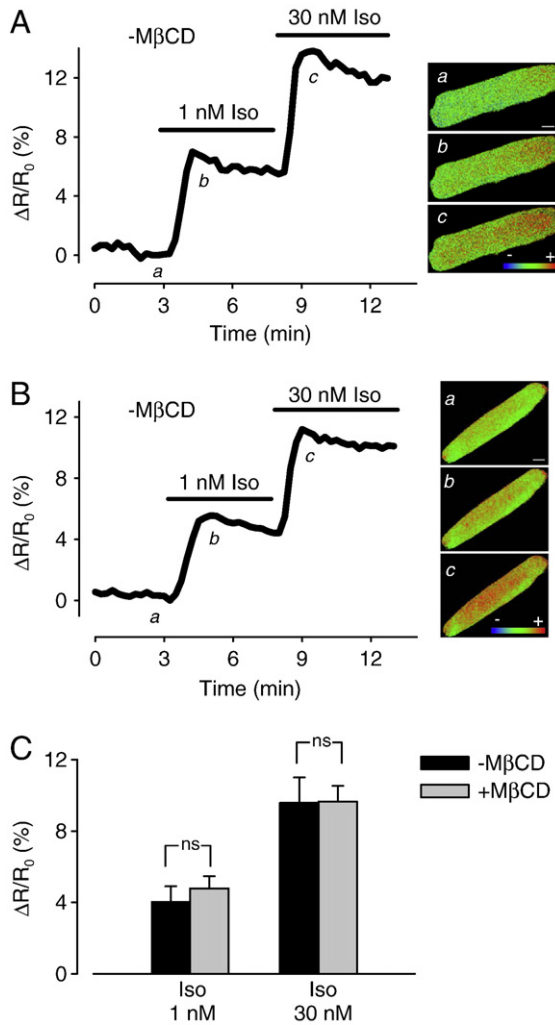 A
-MβCD
30 nM Iso
1 nM Iso
ΔR/R0 (%)
12
8
4
0
a
b
c
0 3 6 9 12
Time (min)
a
b
c
- +
B
-MβCD
30 nM Iso
1 nM Iso
ΔR/R0 (%)
12
8
4
0
a
b
c
0 3 6 9 12
Time (min)
a
b
c
- +
C
ΔR/R0 (%)
12
8
4
0
ns
ns
-MβCD
+MβCD
Iso Iso
1 nM 30 nM